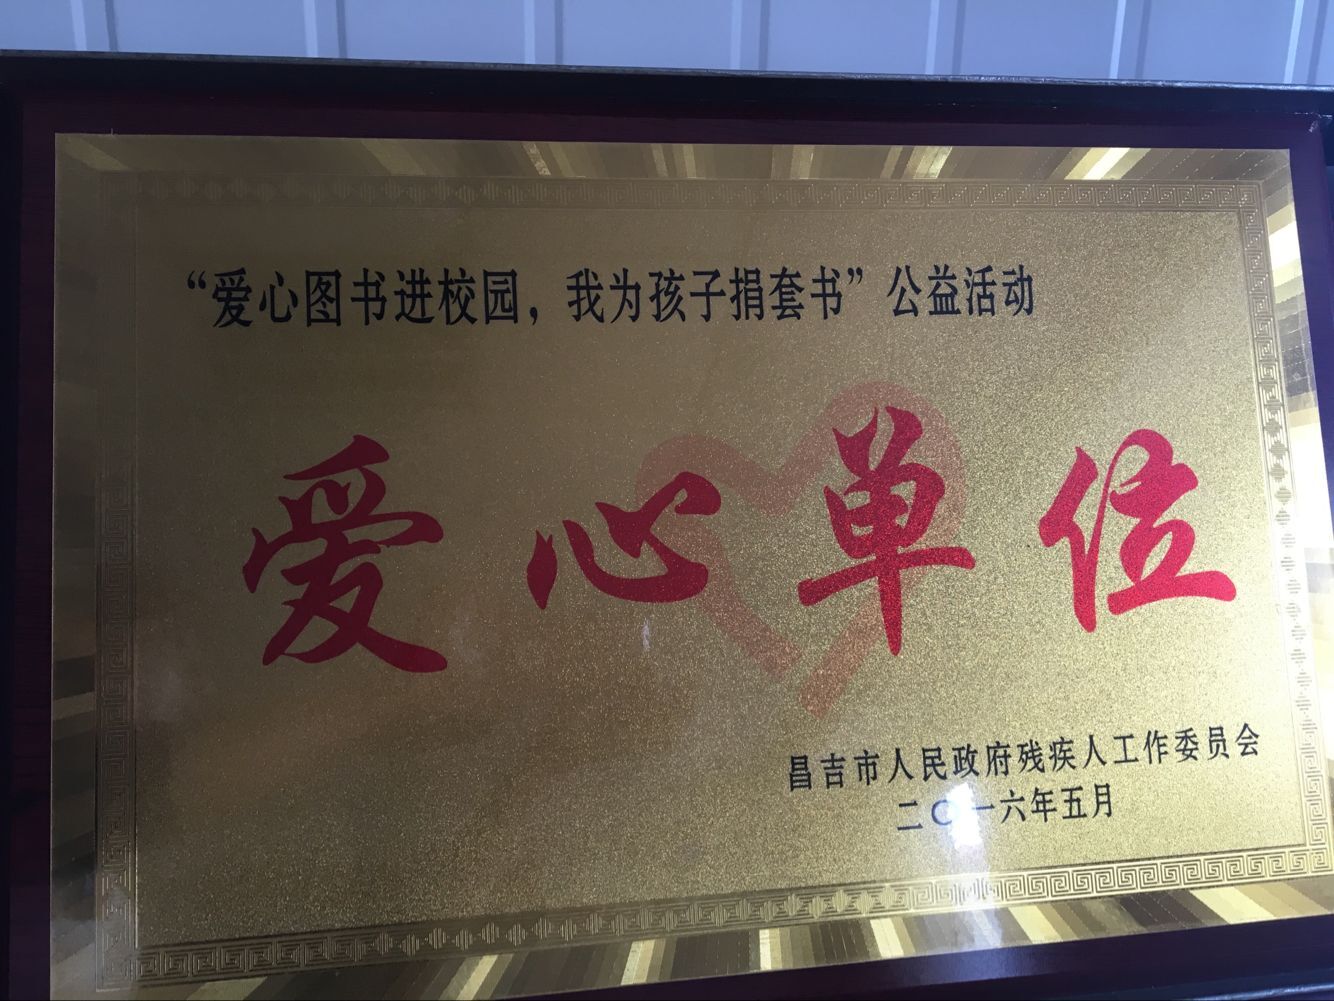 “爱心图书进校园，我为孩子捐套书”公益活动
爱心单位
昌吉市人民政府残疾人工作委员会
二〇一六年五月